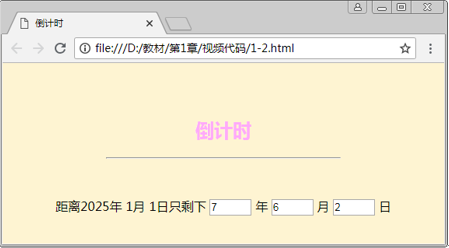 倒计时
file:///D:/教材/第1章/视频代码/1-2.html
倒计时
距离2025年 1月 1日只剩下 7 年 6 月 2 日